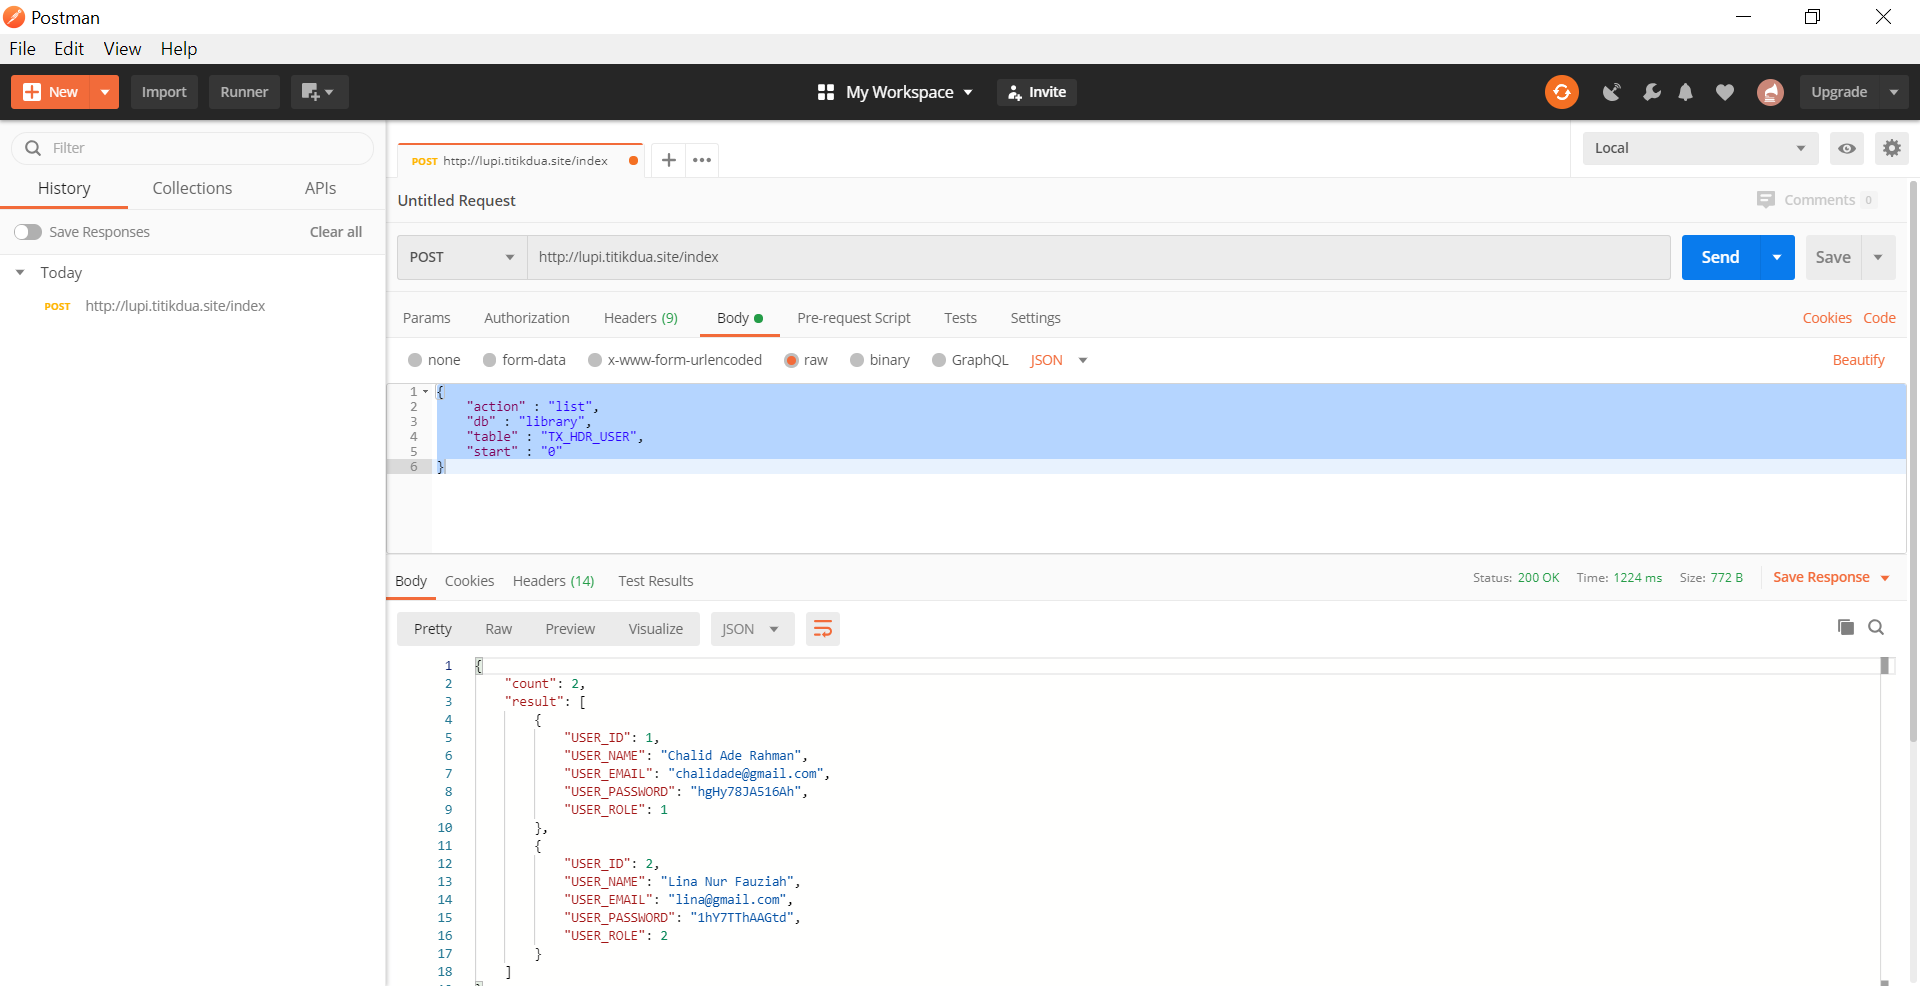 Postman
File Edit View Help
New Import Runner My Workspace Invite Upgrade
Filter
History Collections APIs
Save Responses Clear all
Today
POST http://lupi.titikdua.site/index
POST http://lupi.titikdua.site/index Local
Untitled Request Comments 0
POST http://lupi.titikdua.site/index Send Save
Params Authorization Headers (9) Body Pre-request Script Tests Settings Cookies Code
none form-data x-www-form-urlencoded raw binary GraphQL JSON Beautify
1 {
2 "action" : "list",
3 "db" : "library",
4 "table" : "TX_HDR_USER",
5 "start" : "0"
6 }
Body Cookies Headers (14) Test Results Status: 200 OK Time: 1224 ms Size: 772 B Save Response
Pretty Raw Preview Visualize JSON
1 {
2 "count": 2,
3 "result": [
4 {
5 "USER_ID": 1,
6 "USER_NAME": "Chalid Ade Rahman",
7 "USER_EMAIL": "chalidade@gmail.com",
8 "USER_PASSWORD": "hgHy78JA516Ah",
9 "USER_ROLE": 1
10 },
11 {
12 "USER_ID": 2,
13 "USER_NAME": "Lina Nur Fauziah",
14 "USER_EMAIL": "lina@gmail.com",
15 "USER_PASSWORD": "1hY7TThAAGtd",
16 "USER_ROLE": 2
17 }
18 ]